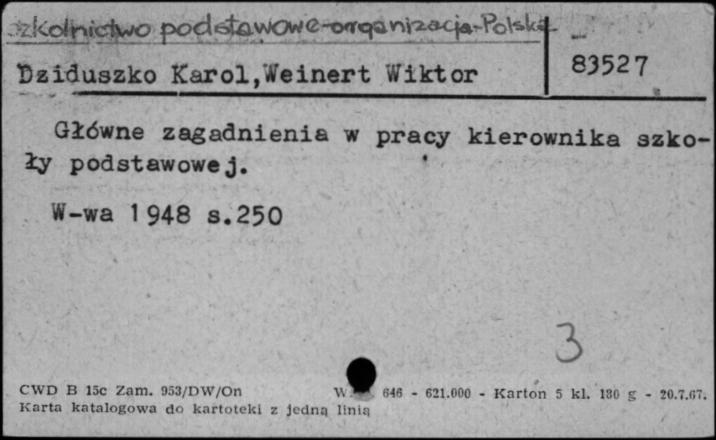 szkolnictwo podstawowe-organizacja-Polska
Dziduszko Karol,Weinert Wiktor
83527
Główne zagadnienia w pracy kierownika szko-
ły podstawowej.
W-wa 1948 s.250
3
CWD B 15c Zam. 953/DW/On W. 646 - 621.000 - Karton 5 kl. 180 g - 20.7.67.
Karta katalogowa do kartoteki z jedną linią